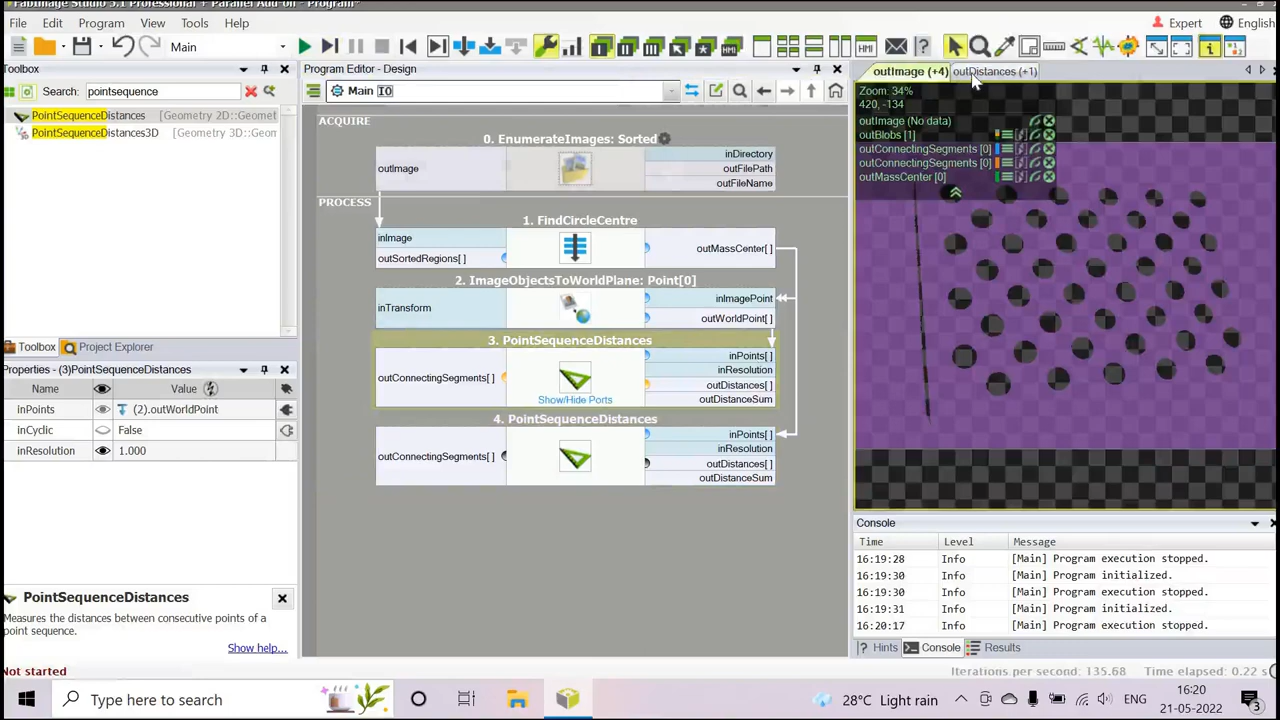 FabImage Studio 5.1 Professional + Parallel Add-on - Program*
File Edit Program View Tools Help
Expert English
Main
Toolbox
Search: pointsequence
PointSequenceDistances [Geometry 2D::Geomet
PointSequenceDistances3D [Geometry 3D::Geom
Toolbox Project Explorer
Properties - (3)PointSequenceDistances
Name Value
inPoints (2).outWorldPoint
inCyclic False
inResolution 1.000
PointSequenceDistances
Measures the distances between consecutive points of a
point sequence.
Show help...
Not started
Program Editor - Design
Main IO
ACQUIRE
0. EnumerateImages: Sorted
outImage
inDirectory
outFilePath
outFileName
PROCESS
1. FindCircleCentre
inImage
outSortedRegions[ ]
outMassCenter[ ]
2. ImageObjectsToWorldPlane: Point[0]
inTransform
inImagePoint
outWorldPoint[ ]
3. PointSequenceDistances
outConnectingSegments[ ]
Show/Hide Ports
inPoints[ ]
inResolution
outDistances[ ]
outDistanceSum
4. PointSequenceDistances
outConnectingSegments[ ]
inPoints[ ]
inResolution
outDistances[ ]
outDistanceSum
outImage (+4) outDistances (+1)
Zoom: 34%
420, -134
outImage (No data)
outBlobs [1]
outConnectingSegments [0]
outConnectingSegments [0]
outMassCenter [0]
Console
Time Level Message
16:19:28 Info [Main] Program execution stopped.
16:19:30 Info [Main] Program initialized.
16:19:30 Info [Main] Program execution stopped.
16:19:31 Info [Main] Program initialized.
16:20:17 Info [Main] Program execution stopped.
Hints Console Results
Iterations per second: 135.68 Time elapsed: 0.22 s
Type here to search
28°C Light rain
ENG
16:20
21-05-2022
3